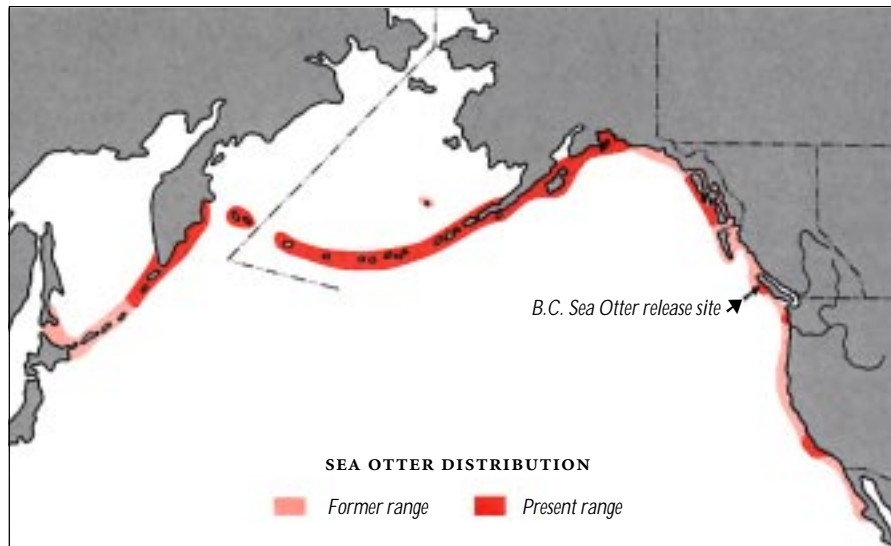 B.C. Sea Otter release site
SEA OTTER DISTRIBUTION
Former range
Present range